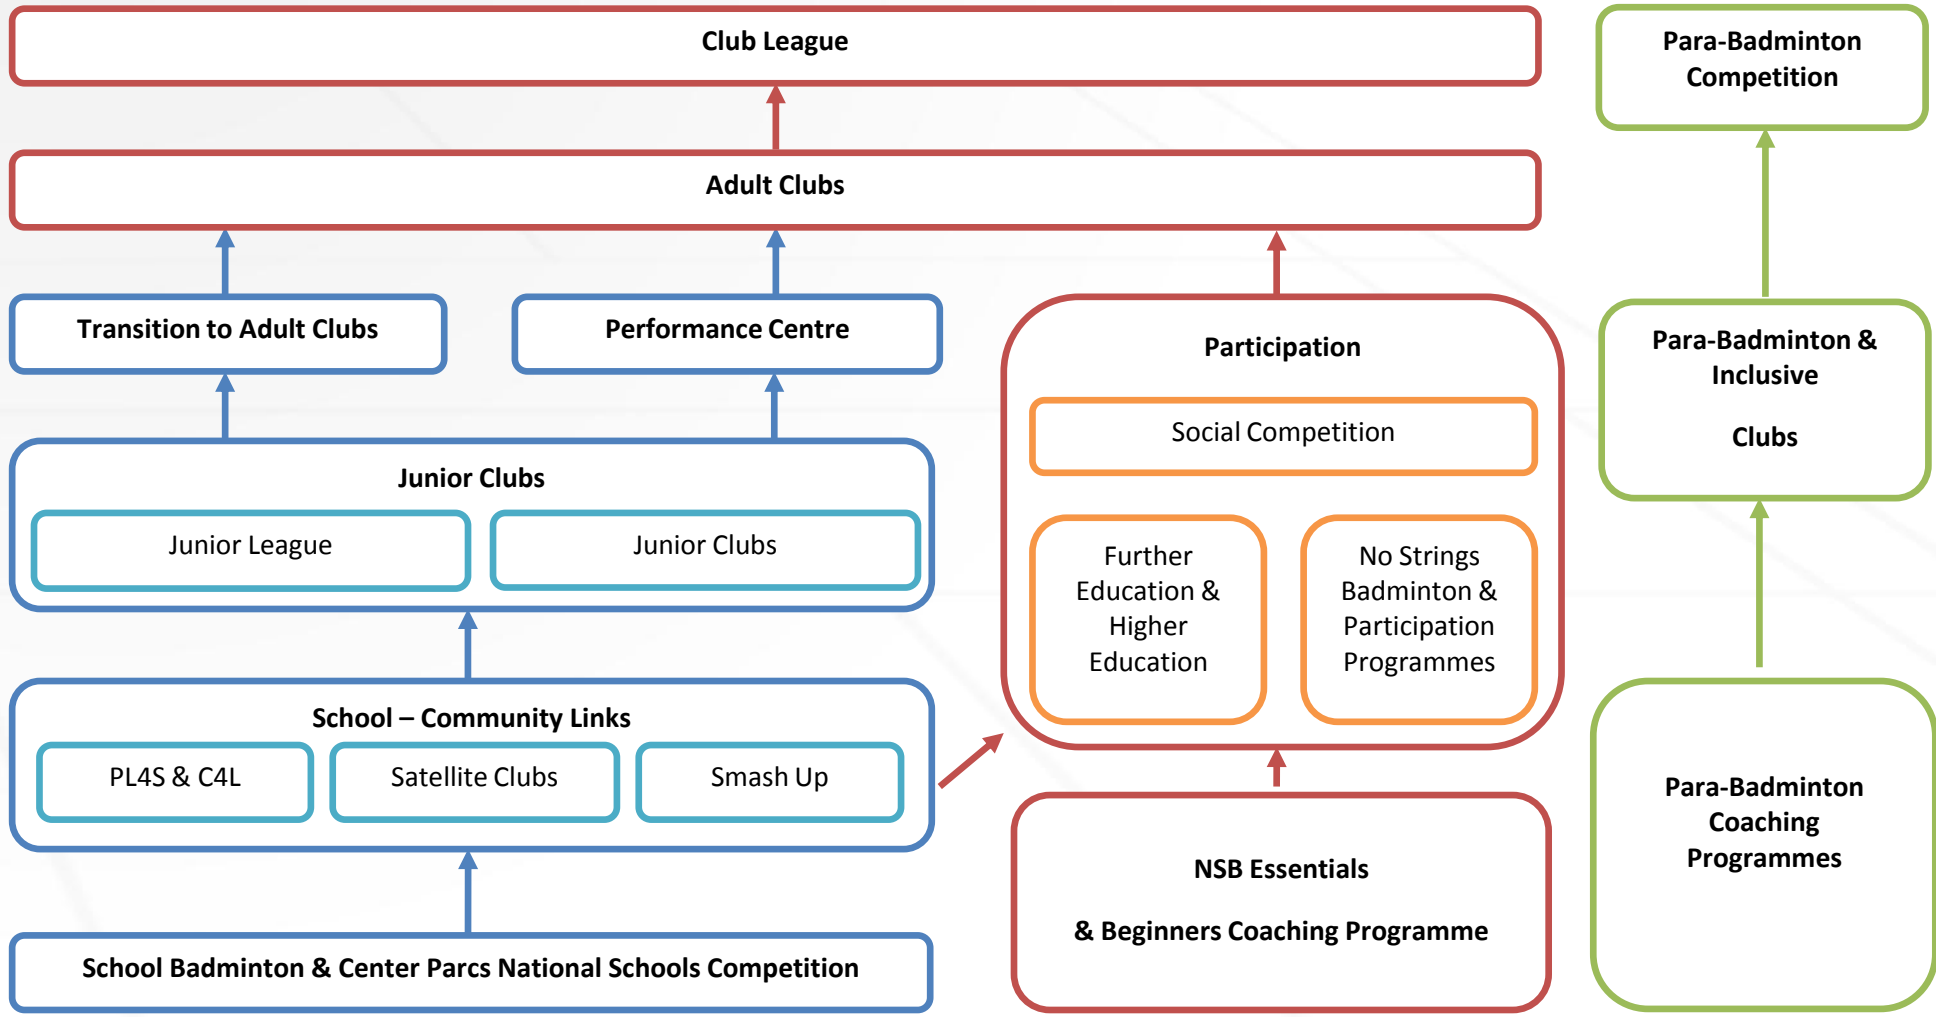 Club League
Adult Clubs
Transition to Adult Clubs
Performance Centre
Junior Clubs
Junior League
Junior Clubs
School – Community Links
PL4S & C4L
Satellite Clubs
Smash Up
School Badminton & Center Parcs National Schools Competition
Participation
Social Competition
Further
Education &
Higher
Education
No Strings
Badminton &
Participation
Programmes
NSB Essentials
& Beginners Coaching Programme
Para-Badminton
Competition
Para-Badminton &
Inclusive
Clubs
Para-Badminton
Coaching
Programmes